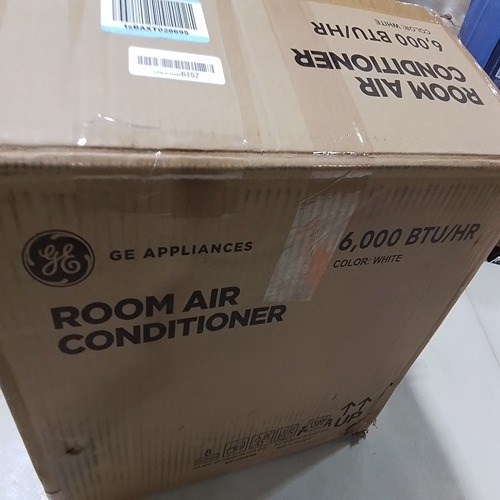 tsBAXT028695
COLOR: WHITE
6,000 BTU/HR
ROOM AIR
CONDITIONER
GE
GE APPLIANCES
6,000 BTU/HR
COLOR: WHITE
ROOM AIR
CONDITIONER
UP